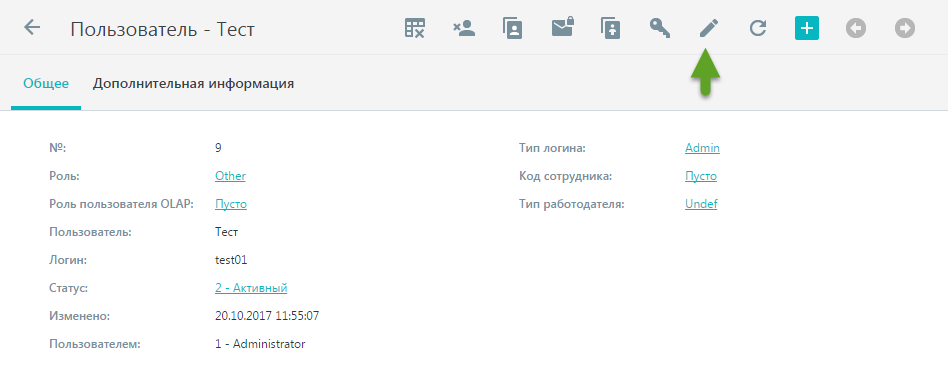 Пользователь - Тест
Общее Дополнительная информация
№: 9 Тип логина: Admin
Роль: Other Код сотрудника: Пусто
Роль пользователя OLAP: Пусто Тип работодателя: Undef
Пользователь: Тест
Логин: test01
Статус: 2 - Активный
Изменено: 20.10.2017 11:55:07
Пользователем: 1 - Administrator